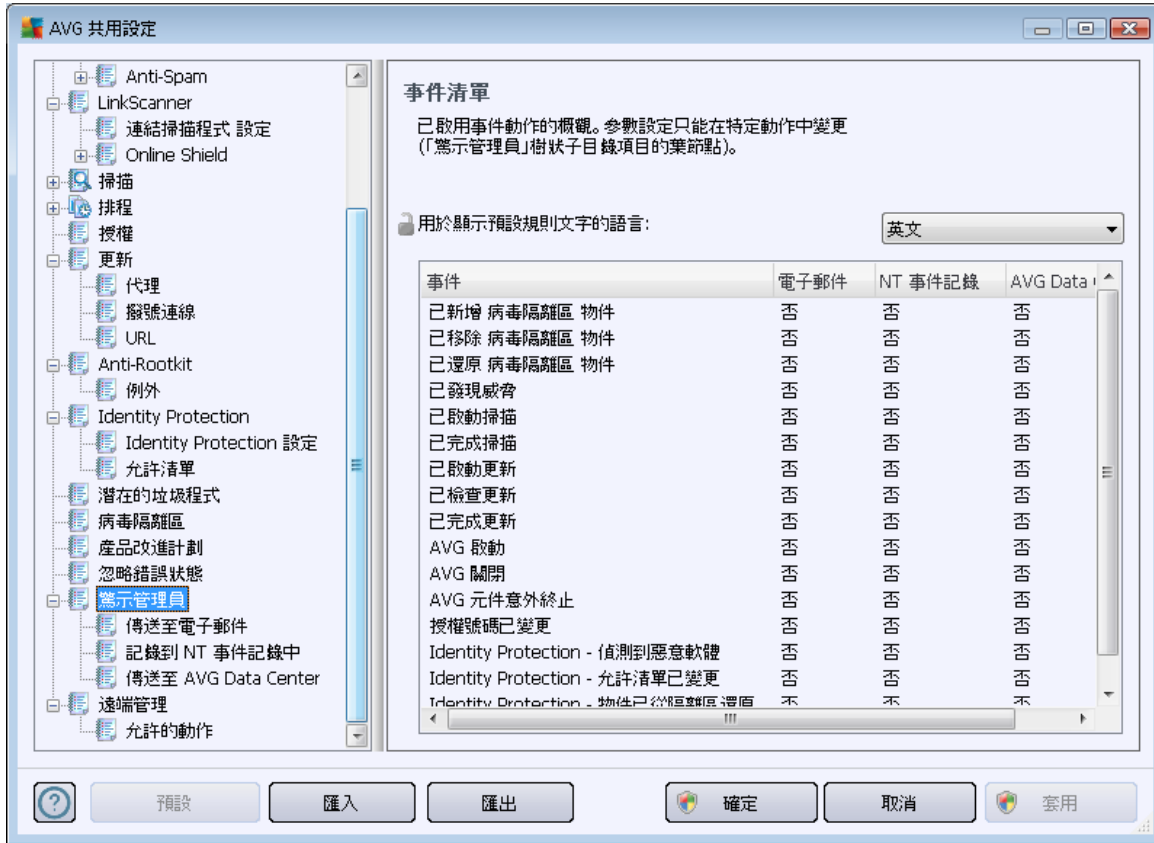 AVG 共用設定
Anti-Spam
LinkScanner
連結掃描程式 設定
Online Shield
掃描
排程
授權
更新
代理
撥號連線
URL
Anti-Rootkit
例外
Identity Protection
Identity Protection 設定
允許清單
潛在的垃圾程式
病毒隔離區
產品改進計劃
忽略錯誤狀態
警示管理員
傳送至電子郵件
記錄到 NT 事件記錄中
傳送至 AVG Data Center
遠端管理
允許的動作
事件清單
已啟用事件動作的概觀。參數設定只能在特定動作中變更
(「警示管理員」樹狀子目錄項目的葉節點)。
用於顯示預設規則文字的語言:
英文
事件 電子郵件 NT 事件記錄 AVG Data
已新增 病毒隔離區 物件 否 否 否
已移除 病毒隔離區 物件 否 否 否
已還原 病毒隔離區 物件 否 否 否
已發現威脅 否 否 否
已啟動掃描 否 否 否
已完成掃描 否 否 否
已啟動更新 否 否 否
已檢查更新 否 否 否
已完成更新 否 否 否
AVG 啟動 否 否 否
AVG 關閉 否 否 否
AVG 元件意外終止 否 否 否
授權號碼已變更 否 否 否
Identity Protection - 偵測到惡意軟體 否 否 否
Identity Protection - 允許清單已變更 否 否 否
Identity Protection - 物件已從隔離區還原 否 否 否
預設
匯入
匯出
確定
取消
套用